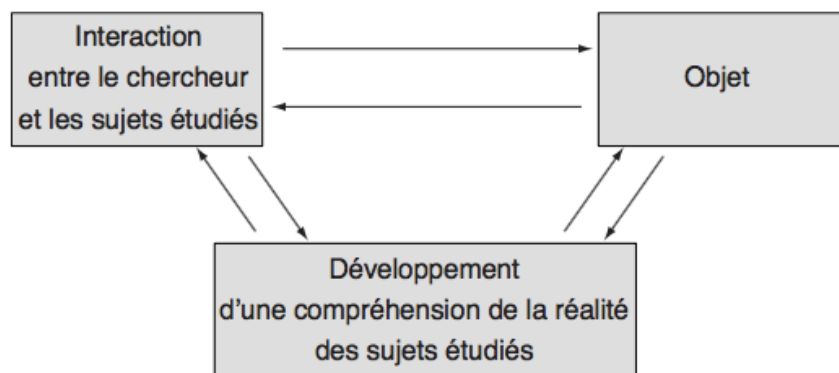 Interaction
entre le chercheur
et les sujets étudiés
Objet
Développement
d'une compréhension de la réalité
des sujets étudiés